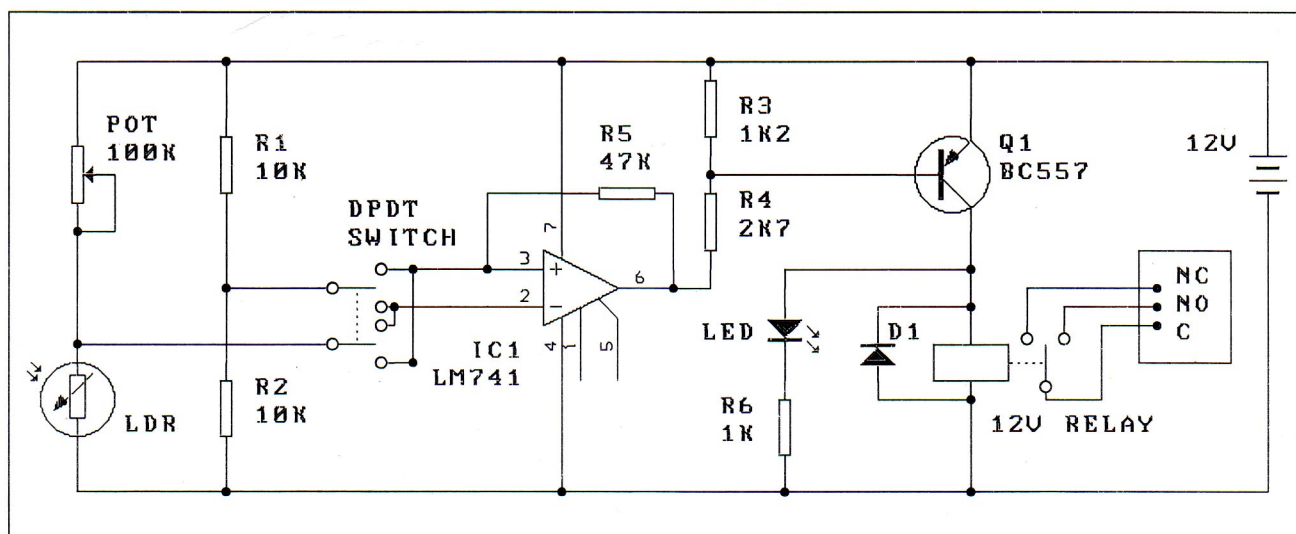 POT
100K
R1
10K
R2
10K
LDR
DPDT
SWITCH
R5
47K
7
3
+
2
−
6
4
1
5
IC1
LM741
R3
1K2
R4
2K7
Q1
BC557
LED
R6
1K
D1
12V RELAY
NC
NO
C
12V